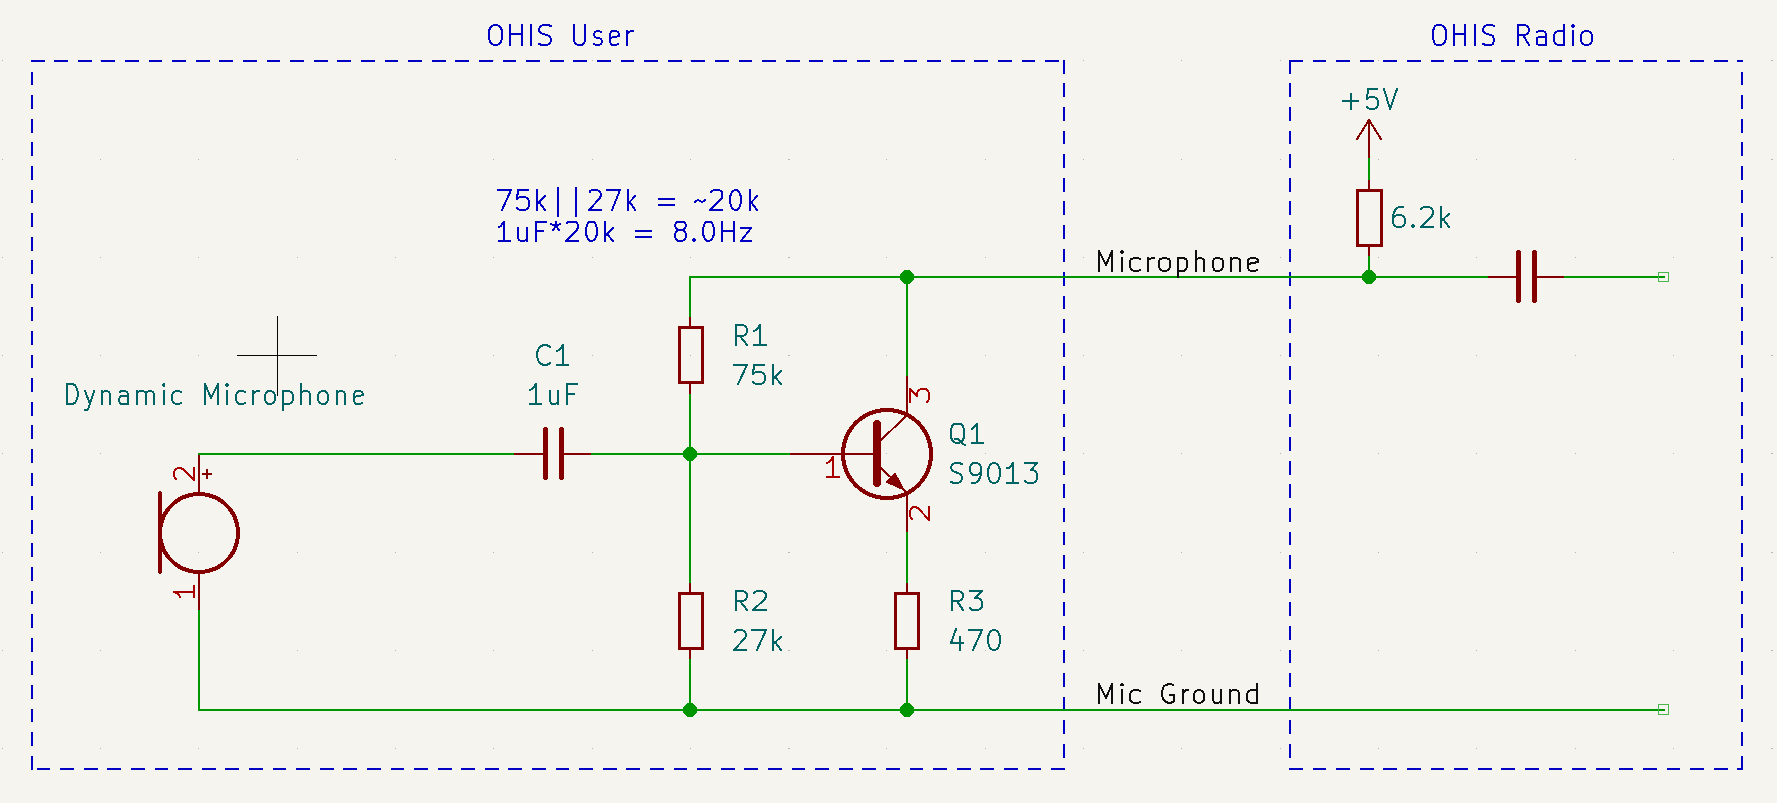 OHIS User
OHIS Radio
+5V
75k||27k = ~20k
1uF*20k = 8.0Hz
6.2k
Microphone
R1
75k
C1
1uF
Dynamic Microphone
3
Q1
S9013
1
2
2
+
1
R2
27k
R3
470
Mic Ground